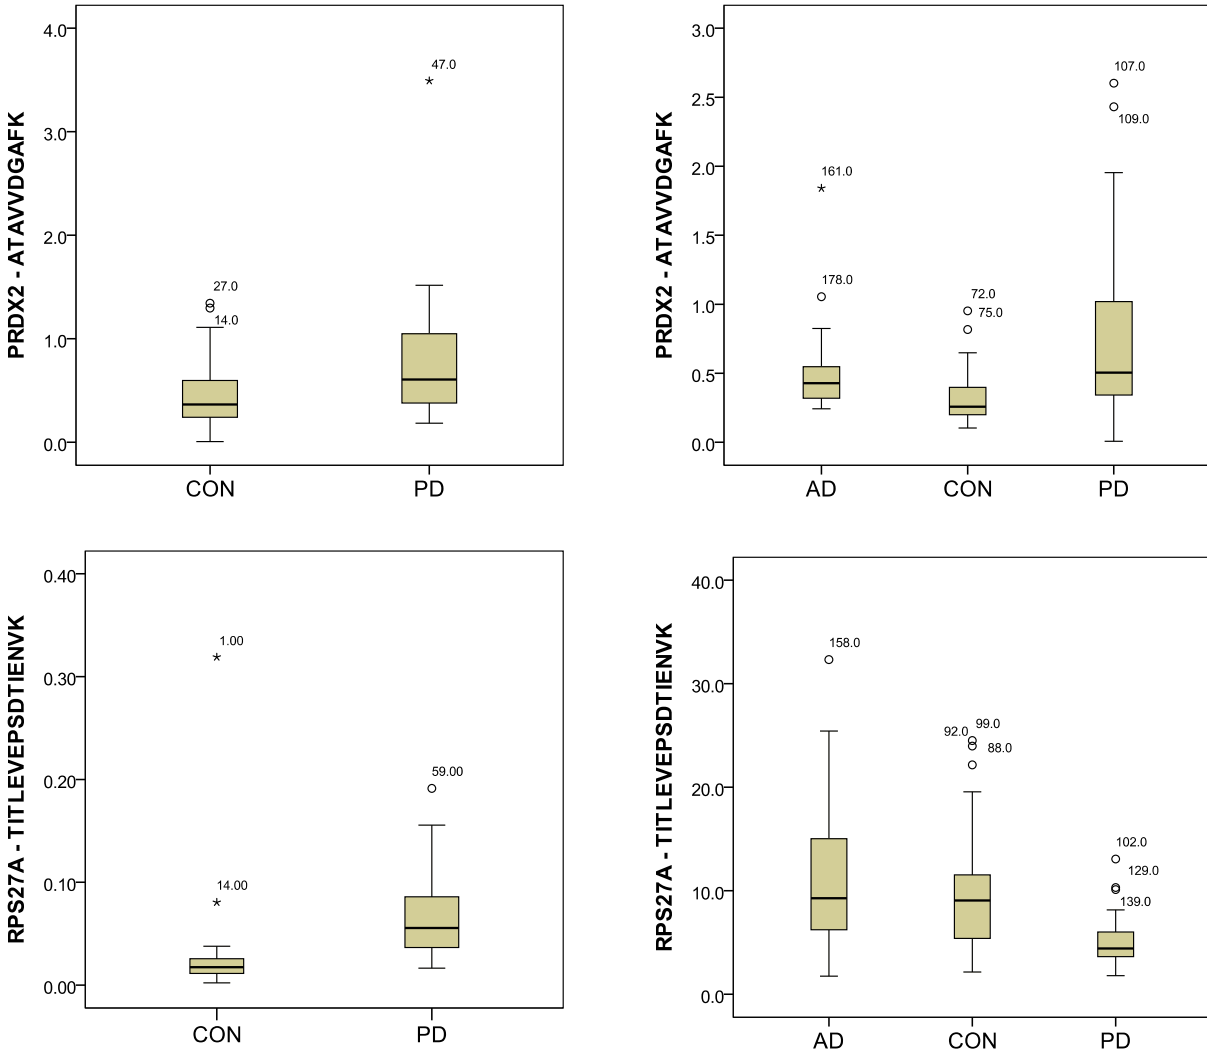 PRDX2 - ATAVVDGAFK
4.0
3.0
2.0
1.0
0.0
47.0
27.0
14.0
CON
PD
PRDX2 - ATAVVDGAFK
3.0
2.5
2.0
1.5
1.0
0.5
0.0
107.0
109.0
161.0
178.0
72.0
75.0
AD
CON
PD
RPS27A - TITLEVEPSDTIENVK
0.40
0.30
0.20
0.10
0.00
1.00
59.00
14.00
CON
PD
RPS27A - TITLEVEPSDTIENVK
40.0
30.0
20.0
10.0
0.0
158.0
99.0
92.0
88.0
102.0
129.0
139.0
AD
CON
PD